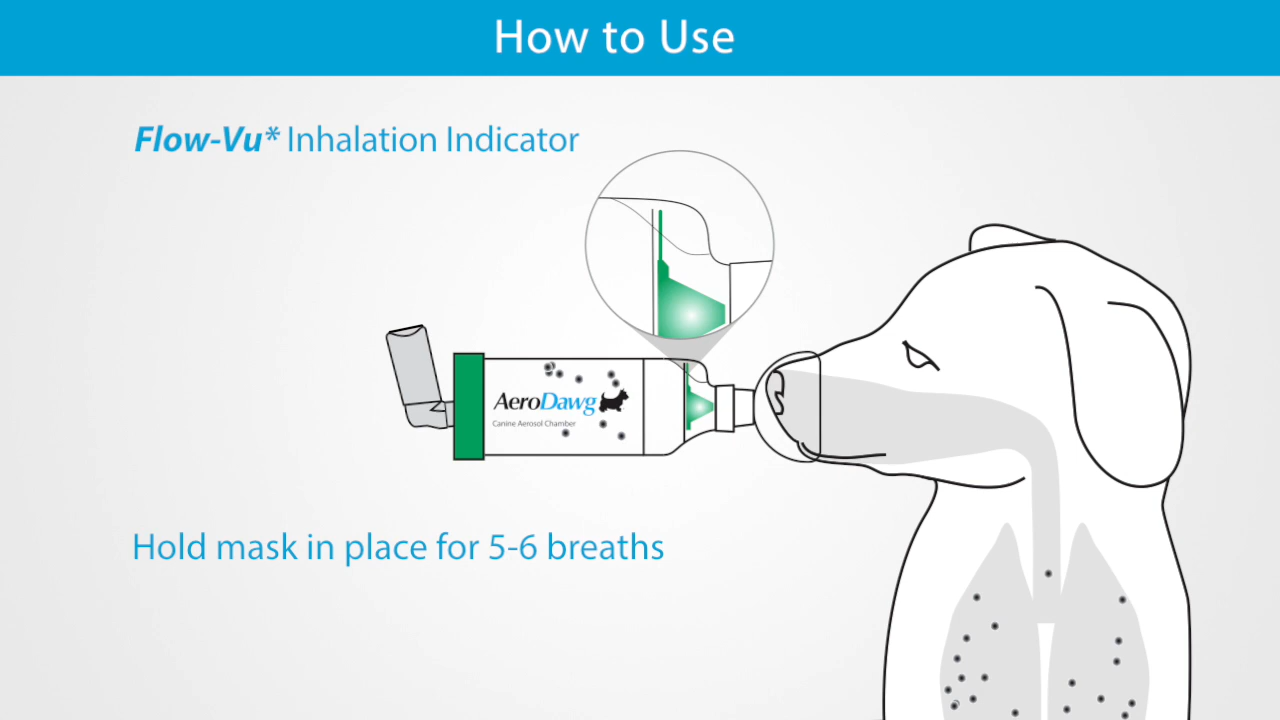 How to Use
Flow-Vu* Inhalation Indicator
AeroDawg
Canine Aerosol Chamber
Hold mask in place for 5-6 breaths